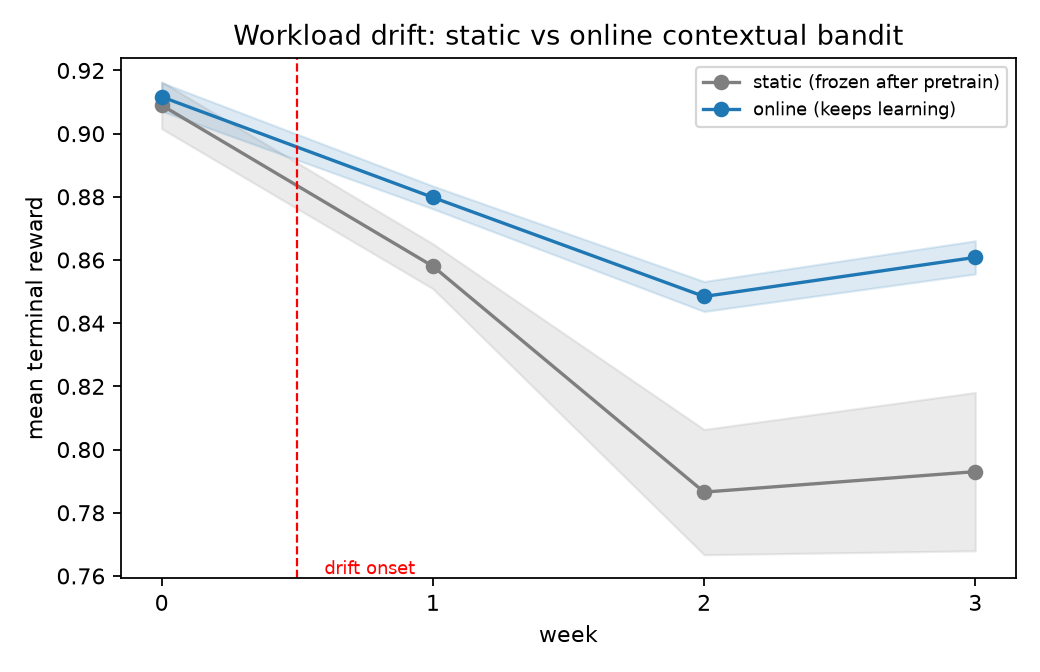 Workload drift: static vs online contextual bandit
static (frozen after pretrain)
online (keeps learning)
mean terminal reward
0.92
0.90
0.88
0.86
0.84
0.82
0.80
0.78
0.76
drift onset
0
1
2
3
week